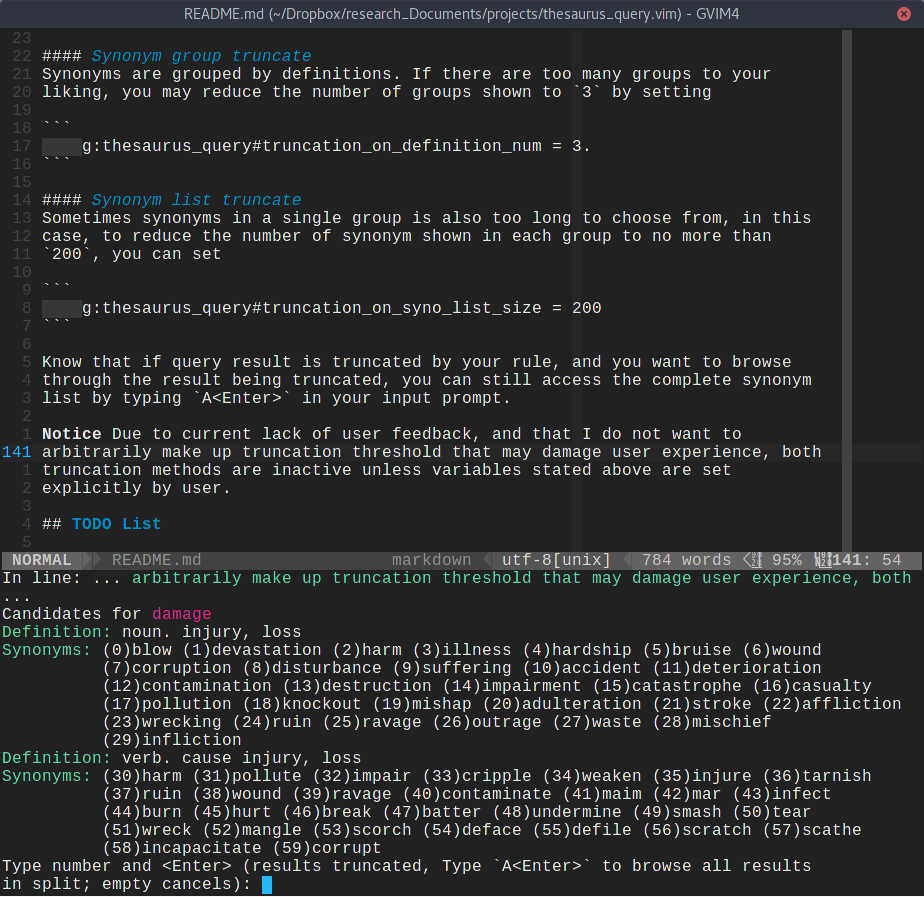 README.md (~/Dropbox/research_Documents/projects/thesaurus_query.vim) - GVIM4
23
22 #### Synonym group truncate
21 Synonyms are grouped by definitions. If there are too many groups to your
20 liking, you may reduce the number of groups shown to `3` by setting
19
18 ```
17 g:thesaurus_query#truncation_on_definition_num = 3.
16 ```
15
14 #### Synonym list truncate
13 Sometimes synonyms in a single group is also too long to choose from, in this
12 case, to reduce the number of synonym shown in each group to no more than
11 `200`, you can set
10
9 ```
8 g:thesaurus_query#truncation_on_syno_list_size = 200
7 ```
6
5 Know that if query result is truncated by your rule, and you want to browse
4 through the result being truncated, you can still access the complete synonym
3 list by typing `A<Enter>` in your input prompt.
2
1 Notice Due to current lack of user feedback, and that I do not want to
141 arbitrarily make up truncation threshold that may damage user experience, both
1 truncation methods are inactive unless variables stated above are set
2 explicitly by user.
3
4 ## TODO List
5
NORMAL README.md markdown utf-8[unix] 784 words 95% 141: 54
In line: ... arbitrarily make up truncation threshold that may damage user experience, both
...
Candidates for damage
Definition: noun. injury, loss
Synonyms: (0)blow (1)devastation (2)harm (3)illness (4)hardship (5)bruise (6)wound
(7)corruption (8)disturbance (9)suffering (10)accident (11)deterioration
(12)contamination (13)destruction (14)impairment (15)catastrophe (16)casualty
(17)pollution (18)knockout (19)mishap (20)adulteration (21)stroke (22)affliction
(23)wrecking (24)ruin (25)ravage (26)outrage (27)waste (28)mischief
(29)infliction
Definition: verb. cause injury, loss
Synonyms: (30)harm (31)pollute (32)impair (33)cripple (34)weaken (35)injure (36)tarnish
(37)ruin (38)wound (39)ravage (40)contaminate (41)maim (42)mar (43)infect
(44)burn (45)hurt (46)break (47)batter (48)undermine (49)smash (50)tear
(51)wreck (52)mangle (53)scorch (54)deface (55)defile (56)scratch (57)scathe
(58)incapacitate (59)corrupt
Type number and <Enter> (results truncated, Type `A<Enter>` to browse all results
in split; empty cancels):